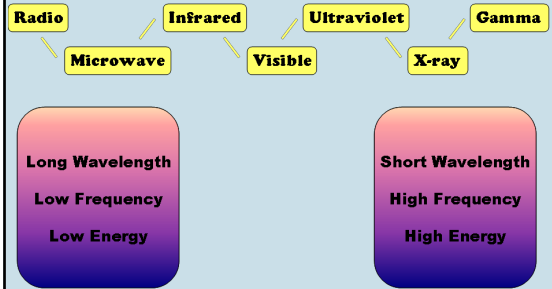 Radio
Infrared
Ultraviolet
Gamma
Microwave
Visible
X-ray
Long Wavelength
Low Frequency
Low Energy
Short Wavelength
High Frequency
High Energy